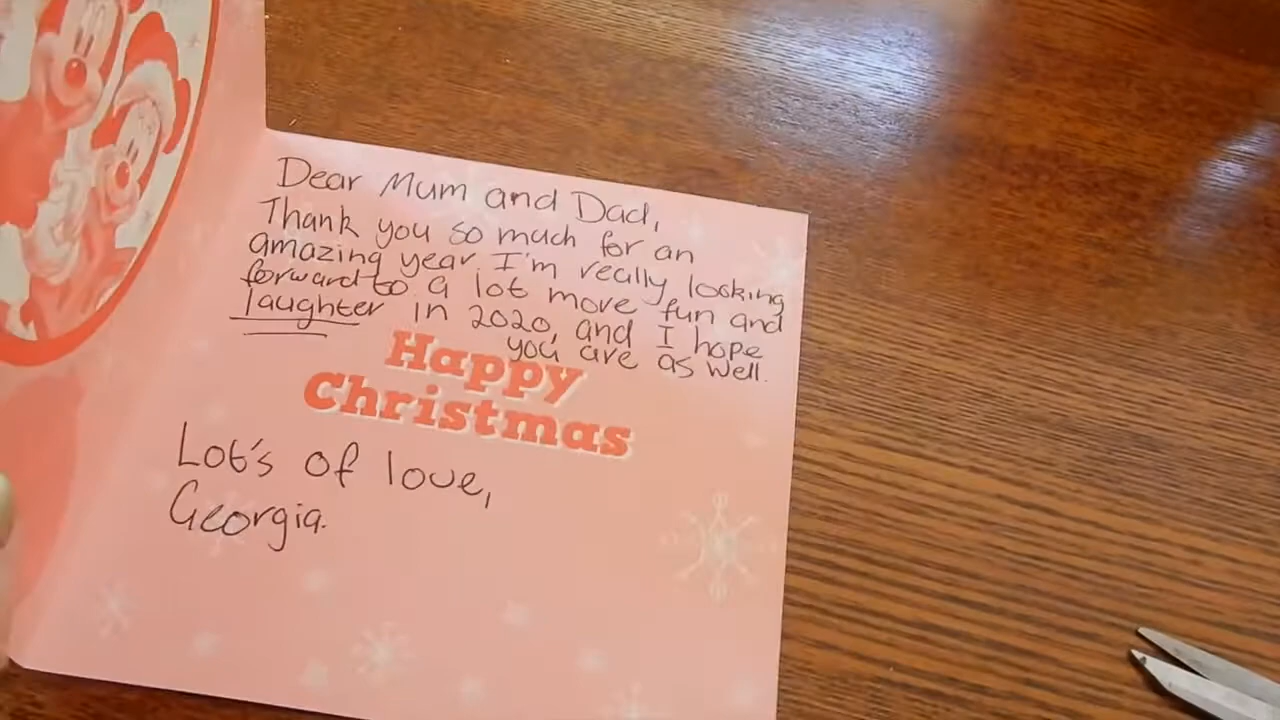 Dear Mum and Dad,
Thank you so much for an
amazing year. I'm really looking
forward to a lot more fun and
laughter in 2020, and I hope
you are as well.
Happy
Christmas
Lot's of love,
Georgia.